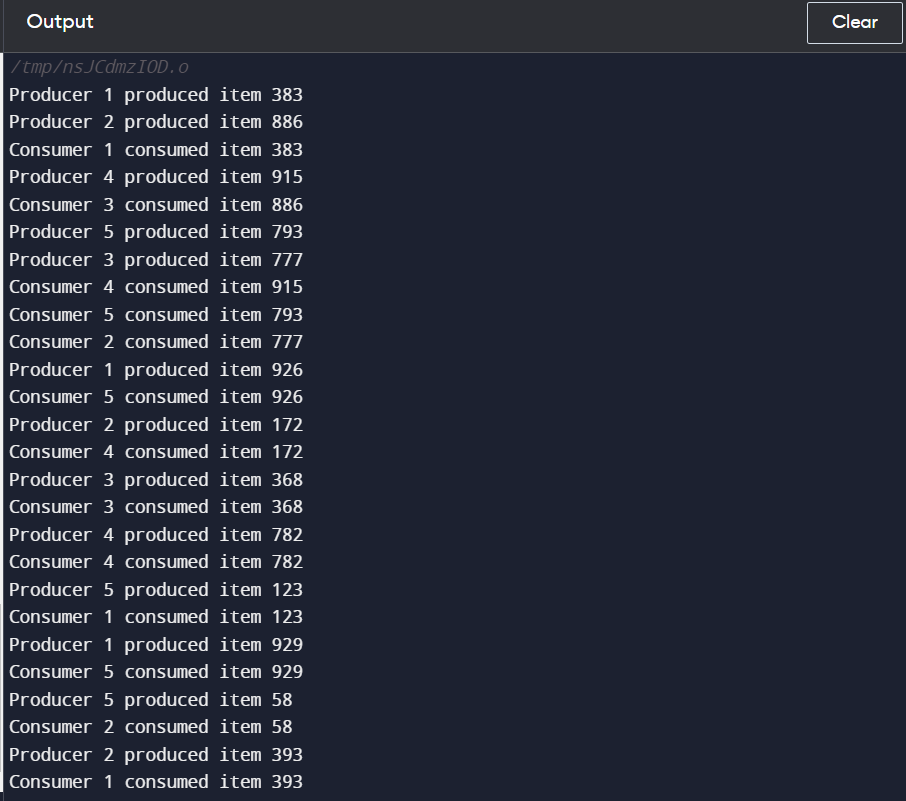 Output
Clear
/tmp/nsJCdmzIOD.o
Producer 1 produced item 383
Producer 2 produced item 886
Consumer 1 consumed item 383
Producer 4 produced item 915
Consumer 3 consumed item 886
Producer 5 produced item 793
Producer 3 produced item 777
Consumer 4 consumed item 915
Consumer 5 consumed item 793
Consumer 2 consumed item 777
Producer 1 produced item 926
Consumer 5 consumed item 926
Producer 2 produced item 172
Consumer 4 consumed item 172
Producer 3 produced item 368
Consumer 3 consumed item 368
Producer 4 produced item 782
Consumer 4 consumed item 782
Producer 5 produced item 123
Consumer 1 consumed item 123
Producer 1 produced item 929
Consumer 5 consumed item 929
Producer 5 produced item 58
Consumer 2 consumed item 58
Producer 2 produced item 393
Consumer 1 consumed item 393